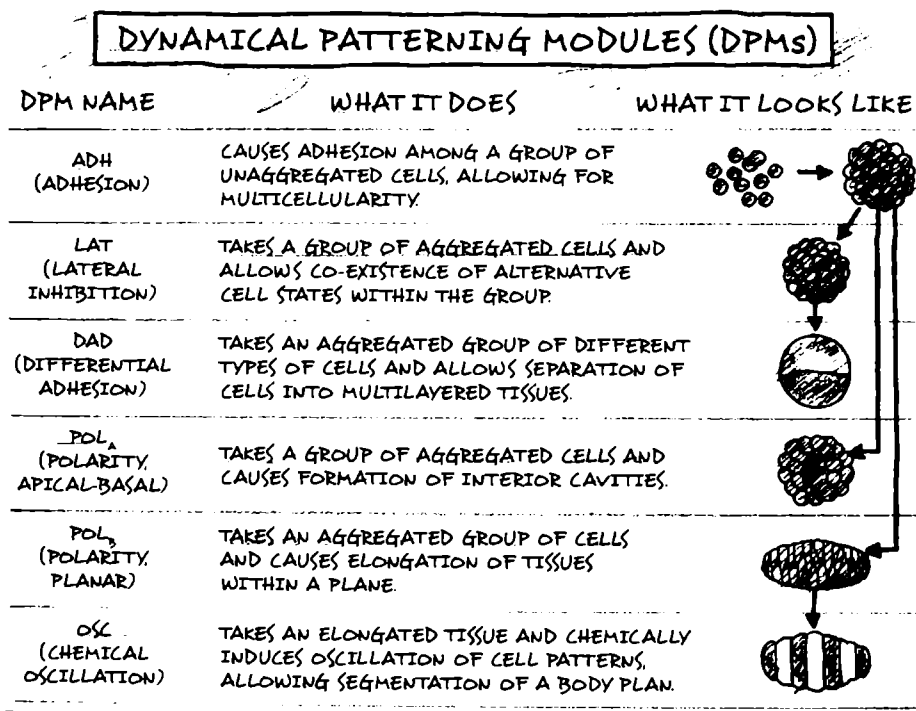 DYNAMICAL PATTERNING MODULES (DPMs)
DPM NAME
WHAT IT DOES
WHAT IT LOOKS LIKE
ADH
(ADHESION)
CAUSES ADHESION AMONG A GROUP OF
UNAGGREGATED CELLS, ALLOWING FOR
MULTICELLULARITY.
LAT
(LATERAL
INHIBITION)
TAKES A GROUP OF AGGREGATED CELLS AND
ALLOWS CO-EXISTENCE OF ALTERNATIVE
CELL STATES WITHIN THE GROUP.
DAD
(DIFFERENTIAL
ADHESION)
TAKES AN AGGREGATED GROUP OF DIFFERENT
TYPES OF CELLS AND ALLOWS SEPARATION OF
CELLS INTO MULTILAYERED TISSUES.
POLA
(POLARITY,
APICAL-BASAL)
TAKES A GROUP OF AGGREGATED CELLS AND
CAUSES FORMATION OF INTERIOR CAVITIES.
POLB
(POLARITY,
PLANAR)
TAKES AN AGGREGATED GROUP OF CELLS
AND CAUSES ELONGATION OF TISSUES
WITHIN A PLANE.
OSC
(CHEMICAL
OSCILLATION)
TAKES AN ELONGATED TISSUE AND CHEMICALLY
INDUCES OSCILLATION OF CELL PATTERNS,
ALLOWING SEGMENTATION OF A BODY PLAN.